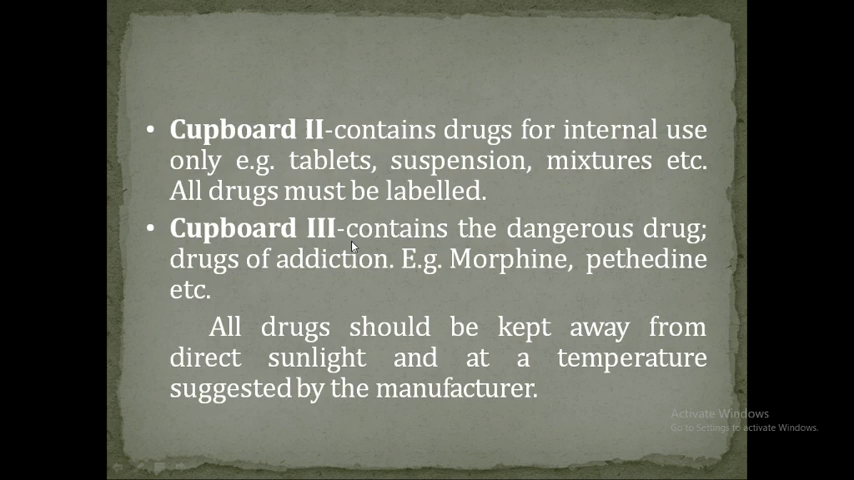 • Cupboard II-contains drugs for internal use
only e.g. tablets, suspension, mixtures etc.
All drugs must be labelled.
• Cupboard III-contains the dangerous drug;
drugs of addiction. E.g. Morphine, pethedine
etc.
All drugs should be kept away from
direct sunlight and at a temperature
suggested by the manufacturer.
Activate Windows
Go to Settings to activate Windows.